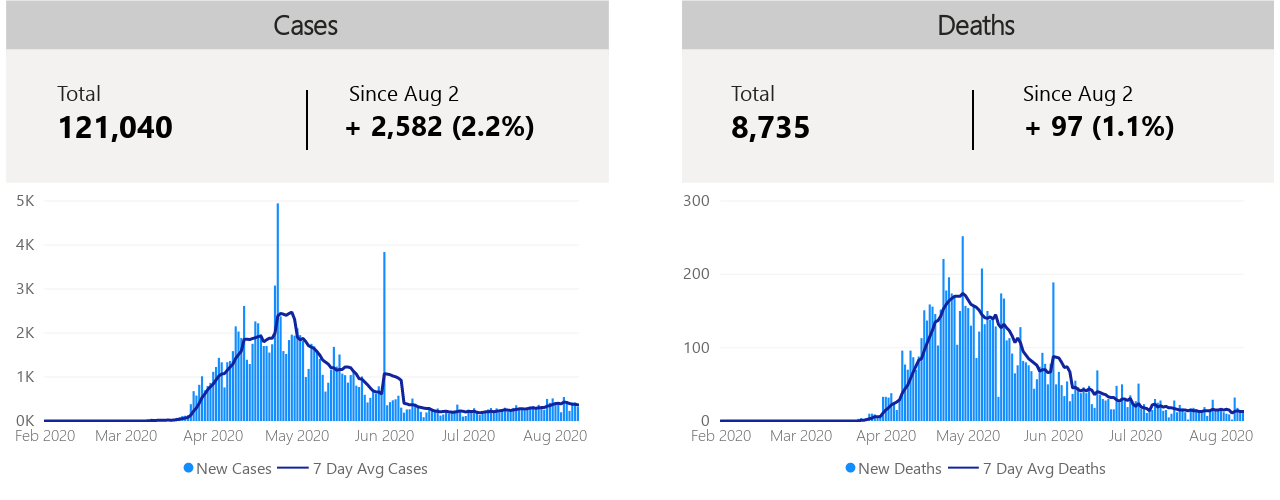 Cases
Total
121,040
Since Aug 2
+ 2,582 (2.2%)
5K
4K
3K
2K
1K
0K
Feb 2020 Mar 2020 Apr 2020 May 2020 Jun 2020 Jul 2020 Aug 2020
New Cases 7 Day Avg Cases
Deaths
Total
8,735
Since Aug 2
+ 97 (1.1%)
300
200
100
0
Feb 2020 Mar 2020 Apr 2020 May 2020 Jun 2020 Jul 2020 Aug 2020
New Deaths 7 Day Avg Deaths